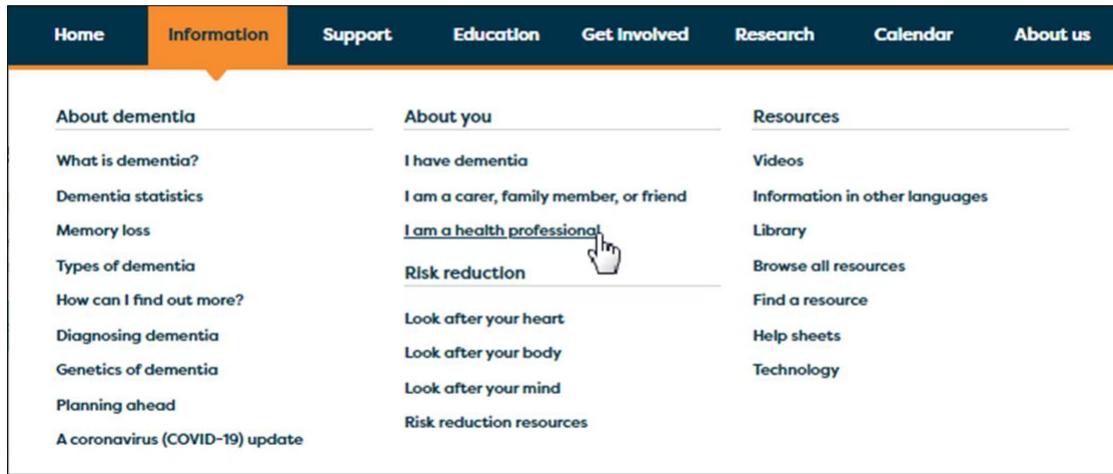 Home Information Support Education Get Involved Research Calendar About us
About dementia
What is dementia?
Dementia statistics
Memory loss
Types of dementia
How can I find out more?
Diagnosing dementia
Genetics of dementia
Planning ahead
A coronavirus (COVID-19) update
About you
I have dementia
I am a carer, family member, or friend
I am a health professional
Risk reduction
Look after your heart
Look after your body
Look after your mind
Risk reduction resources
Resources
Videos
Information in other languages
Library
Browse all resources
Find a resource
Help sheets
Technology